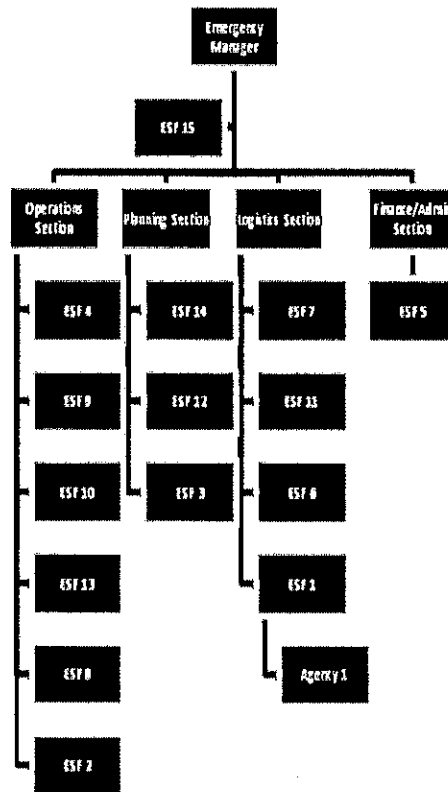 Emergency
Manager
ESF 15
Operations
Section
Planning Section
Logistics Section
Finance/Admin
Section
ESF 4
ESF 14
ESF 7
ESF 5
ESF 9
ESF 12
ESF 11
ESF 10
ESF 3
ESF 6
ESF 13
ESF 1
ESF 8
Agency 1
ESF 2